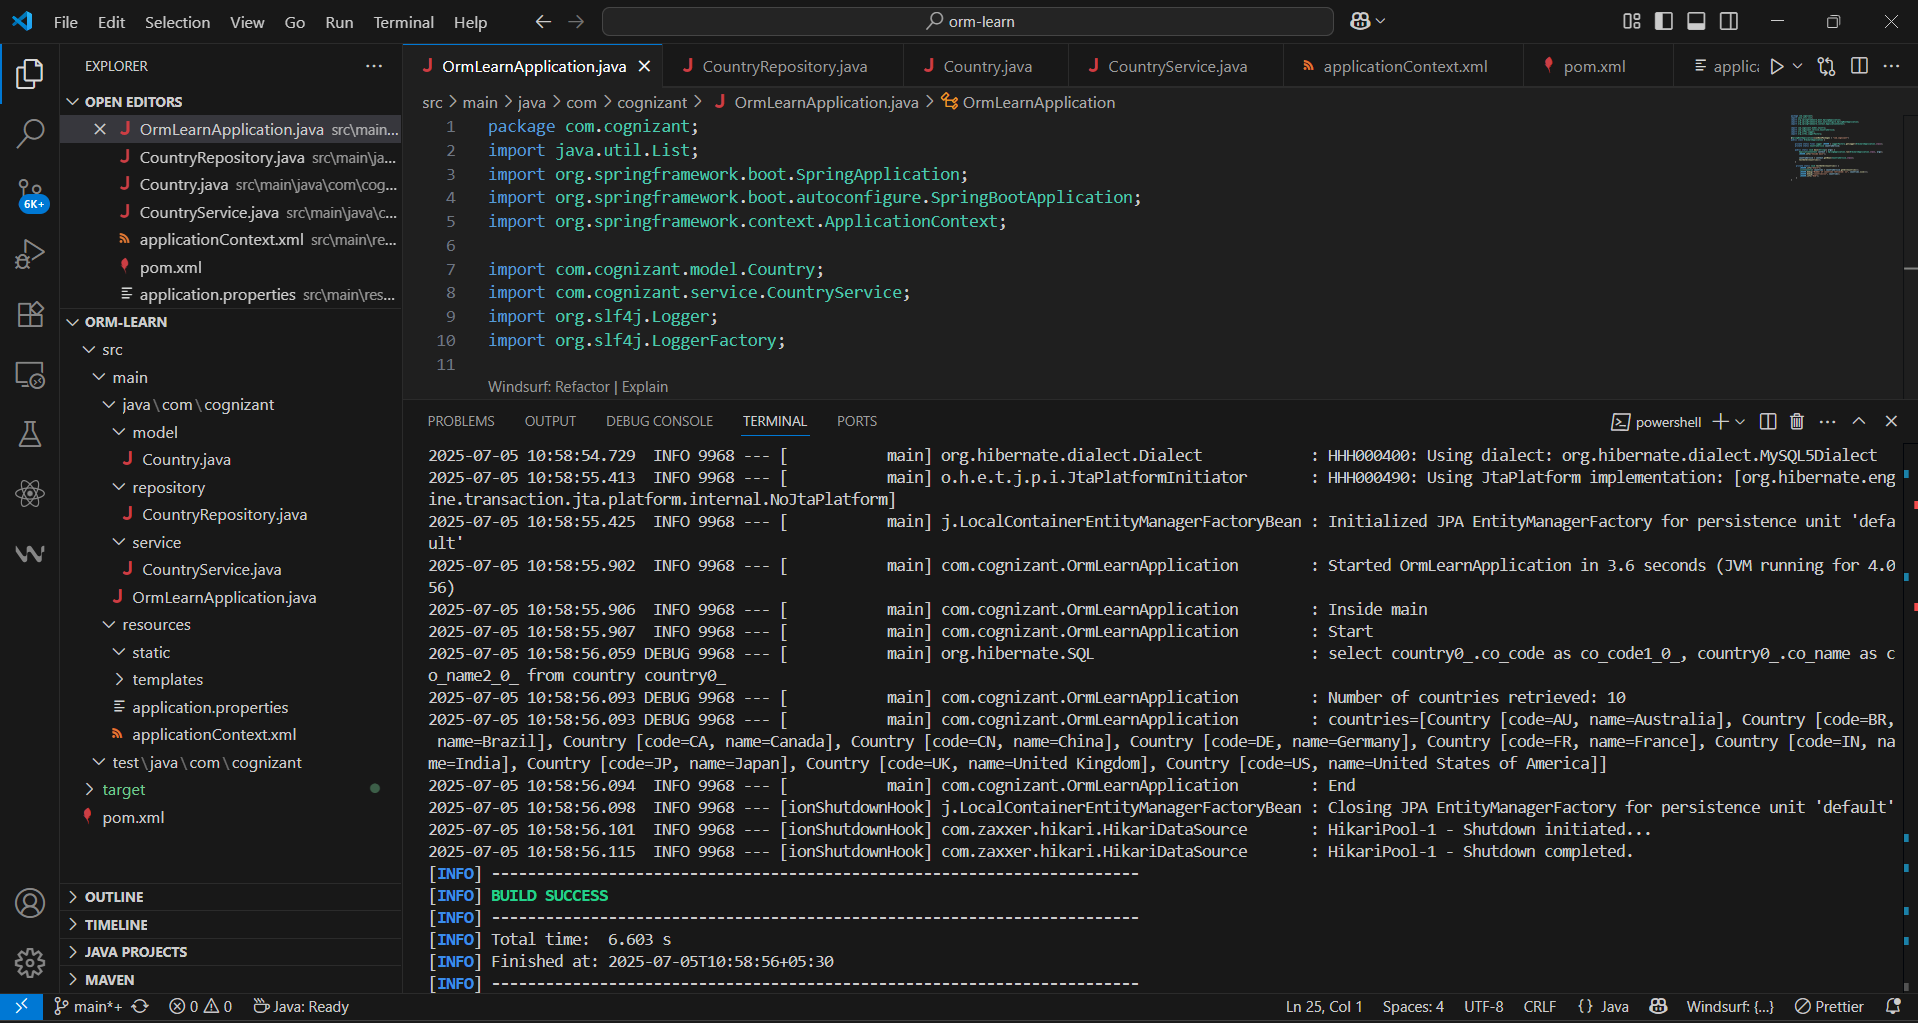 File Edit Selection View Go Run Terminal Help
orm-learn
EXPLORER
OPEN EDITORS
OrmLearnApplication.java src\main...
CountryRepository.java src\main\ja...
Country.java src\main\java\com\cog...
CountryService.java src\main\java\c...
applicationContext.xml src\main\re...
pom.xml
application.properties src\main\res...
ORM-LEARN
src
main
java\com\cognizant
model
Country.java
repository
CountryRepository.java
service
CountryService.java
OrmLearnApplication.java
resources
static
templates
application.properties
applicationContext.xml
test\java\com\cognizant
target
pom.xml
OUTLINE
TIMELINE
JAVA PROJECTS
MAVEN
6K+
OrmLearnApplication.java CountryRepository.java Country.java CountryService.java applicationContext.xml pom.xml applica
src > main > java > com > cognizant > OrmLearnApplication.java > OrmLearnApplication
1 package com.cognizant;
2 import java.util.List;
3 import org.springframework.boot.SpringApplication;
4 import org.springframework.boot.autoconfigure.SpringBootApplication;
5 import org.springframework.context.ApplicationContext;
6
7 import com.cognizant.model.Country;
8 import com.cognizant.service.CountryService;
9 import org.slf4j.Logger;
10 import org.slf4j.LoggerFactory;
11
Windsurf: Refactor | Explain
PROBLEMS OUTPUT DEBUG CONSOLE TERMINAL PORTS
powershell
2025-07-05 10:58:54.729  INFO 9968 --- [           main] org.hibernate.dialect.Dialect            : HHH000400: Using dialect: org.hibernate.dialect.MySQL5Dialect
2025-07-05 10:58:55.413  INFO 9968 --- [           main] o.h.e.t.j.p.i.JtaPlatformInitiator       : HHH000490: Using JtaPlatform implementation: [org.hibernate.eng
ine.transaction.jta.platform.internal.NoJtaPlatform]
2025-07-05 10:58:55.425  INFO 9968 --- [           main] j.LocalContainerEntityManagerFactoryBean : Initialized JPA EntityManagerFactory for persistence unit 'defa
ult'
2025-07-05 10:58:55.902  INFO 9968 --- [           main] com.cognizant.OrmLearnApplication        : Started OrmLearnApplication in 3.6 seconds (JVM running for 4.0
56)
2025-07-05 10:58:55.906  INFO 9968 --- [           main] com.cognizant.OrmLearnApplication        : Inside main
2025-07-05 10:58:55.907  INFO 9968 --- [           main] com.cognizant.OrmLearnApplication        : Start
2025-07-05 10:58:56.059 DEBUG 9968 --- [           main] org.hibernate.SQL                        : select country0_.co_code as co_code1_0_, country0_.co_name as c
o_name2_0_ from country country0_
2025-07-05 10:58:56.093 DEBUG 9968 --- [           main] com.cognizant.OrmLearnApplication        : Number of countries retrieved: 10
2025-07-05 10:58:56.093 DEBUG 9968 --- [           main] com.cognizant.OrmLearnApplication        : countries=[Country [code=AU, name=Australia], Country [code=BR,
 name=Brazil], Country [code=CA, name=Canada], Country [code=CN, name=China], Country [code=DE, name=Germany], Country [code=FR, name=France], Country [code=IN, na
me=India], Country [code=JP, name=Japan], Country [code=UK, name=United Kingdom], Country [code=US, name=United States of America]]
2025-07-05 10:58:56.094  INFO 9968 --- [           main] com.cognizant.OrmLearnApplication        : End
2025-07-05 10:58:56.098  INFO 9968 --- [ionShutdownHook] j.LocalContainerEntityManagerFactoryBean : Closing JPA EntityManagerFactory for persistence unit 'default'
2025-07-05 10:58:56.101  INFO 9968 --- [ionShutdownHook] com.zaxxer.hikari.HikariDataSource       : HikariPool-1 - Shutdown initiated...
2025-07-05 10:58:56.115  INFO 9968 --- [ionShutdownHook] com.zaxxer.hikari.HikariDataSource       : HikariPool-1 - Shutdown completed.
[INFO] ------------------------------------------------------------------------
[INFO] BUILD SUCCESS
[INFO] ------------------------------------------------------------------------
[INFO] Total time:  6.603 s
[INFO] Finished at: 2025-07-05T10:58:56+05:30
[INFO] ------------------------------------------------------------------------
main*+ 0 0 Java: Ready Ln 25, Col 1 Spaces: 4 UTF-8 CRLF {} Java Windsurf: {...} Prettier